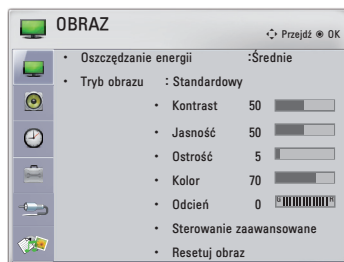 OBRAZ
Przejdź OK
• Oszczędzanie energii :Średnie
• Tryb obrazu : Standardowy
• Kontrast 50
• Jasność 50
• Ostrość 5
• Kolor 70
• Odcień 0
• Sterowanie zaawansowane
• Resetuj obraz